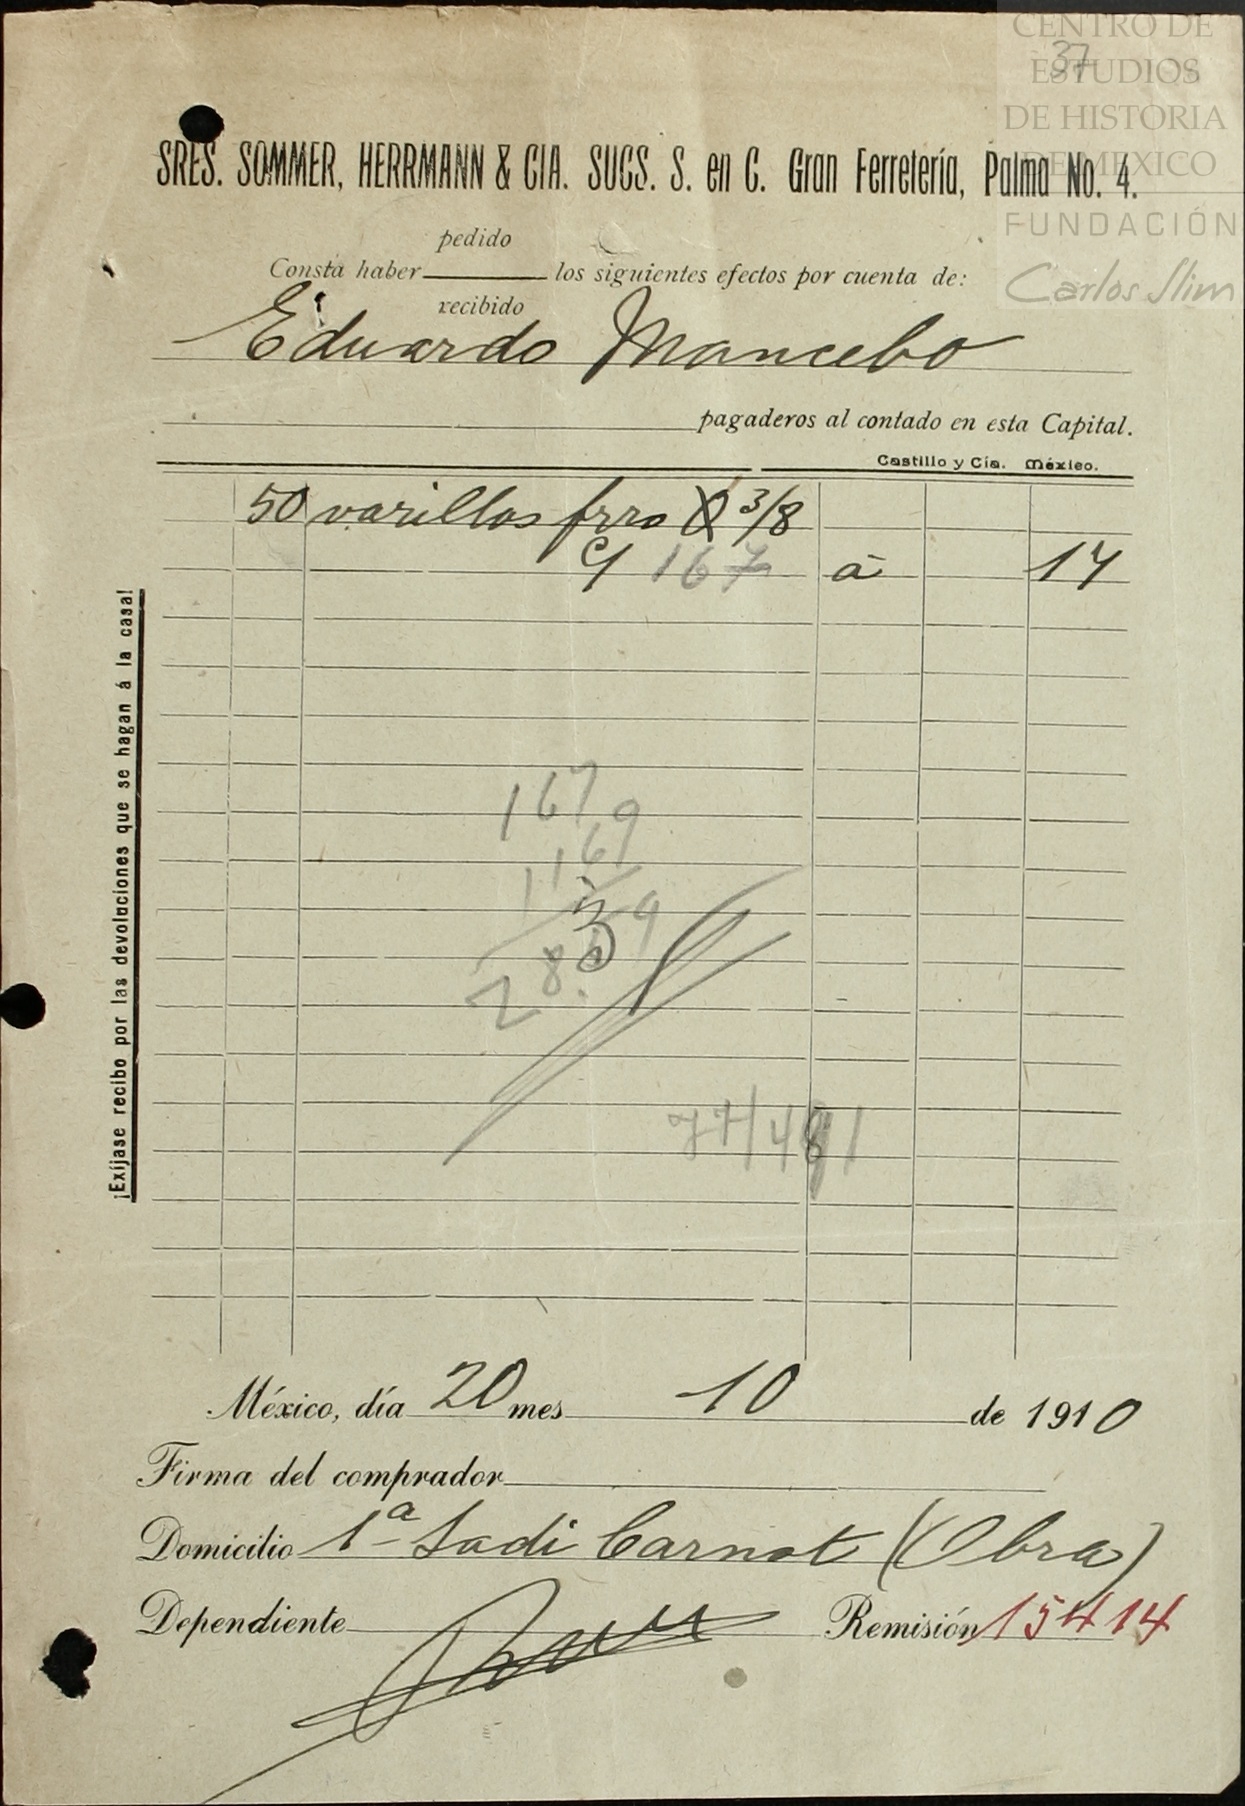 CENTRO DE
ESTUDIOS
DE HISTORIA
DE MEXICO
FUNDACIÓN
Carlos Slim
37
SRES. SOMMER, HERRMANN & CIA. SUCS. S. en C. Gran Ferretería, Palma No. 4.
pedido
Consta haber los siguientes efectos por cuenta de:
recibido
Eduardo Mancebo
pagaderos al contado en esta Capital.
Castillo y Cía. México.
50 varillas frro 3/8
c/ 167 a 14
¡Exíjase recibo por las devoluciones que se hagan á la casa!
167
México, día 20 mes 10 de 1910
Firma del comprador
Domicilio 1a Sadi Carnot (Obra)
Dependiente Remisión 15414